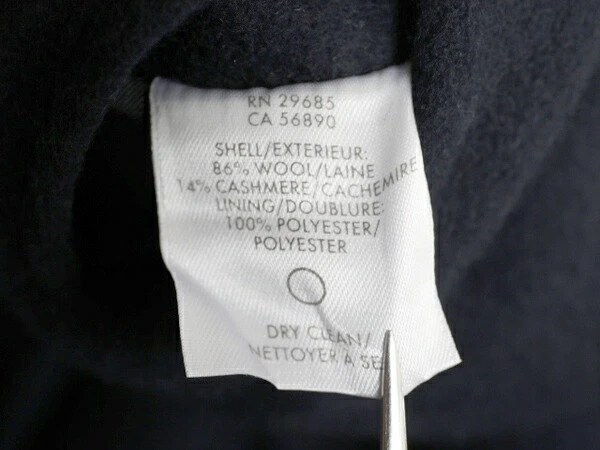 RN 29685
CA 56890
SHELL/EXTERIEUR:
86% WOOL/LAINE
14% CASHMERE/CACHEMIRE
LINING/DOUBLURE:
100% POLYESTER/
POLYESTER
DRY CLEAN/
NETTOYER A SE